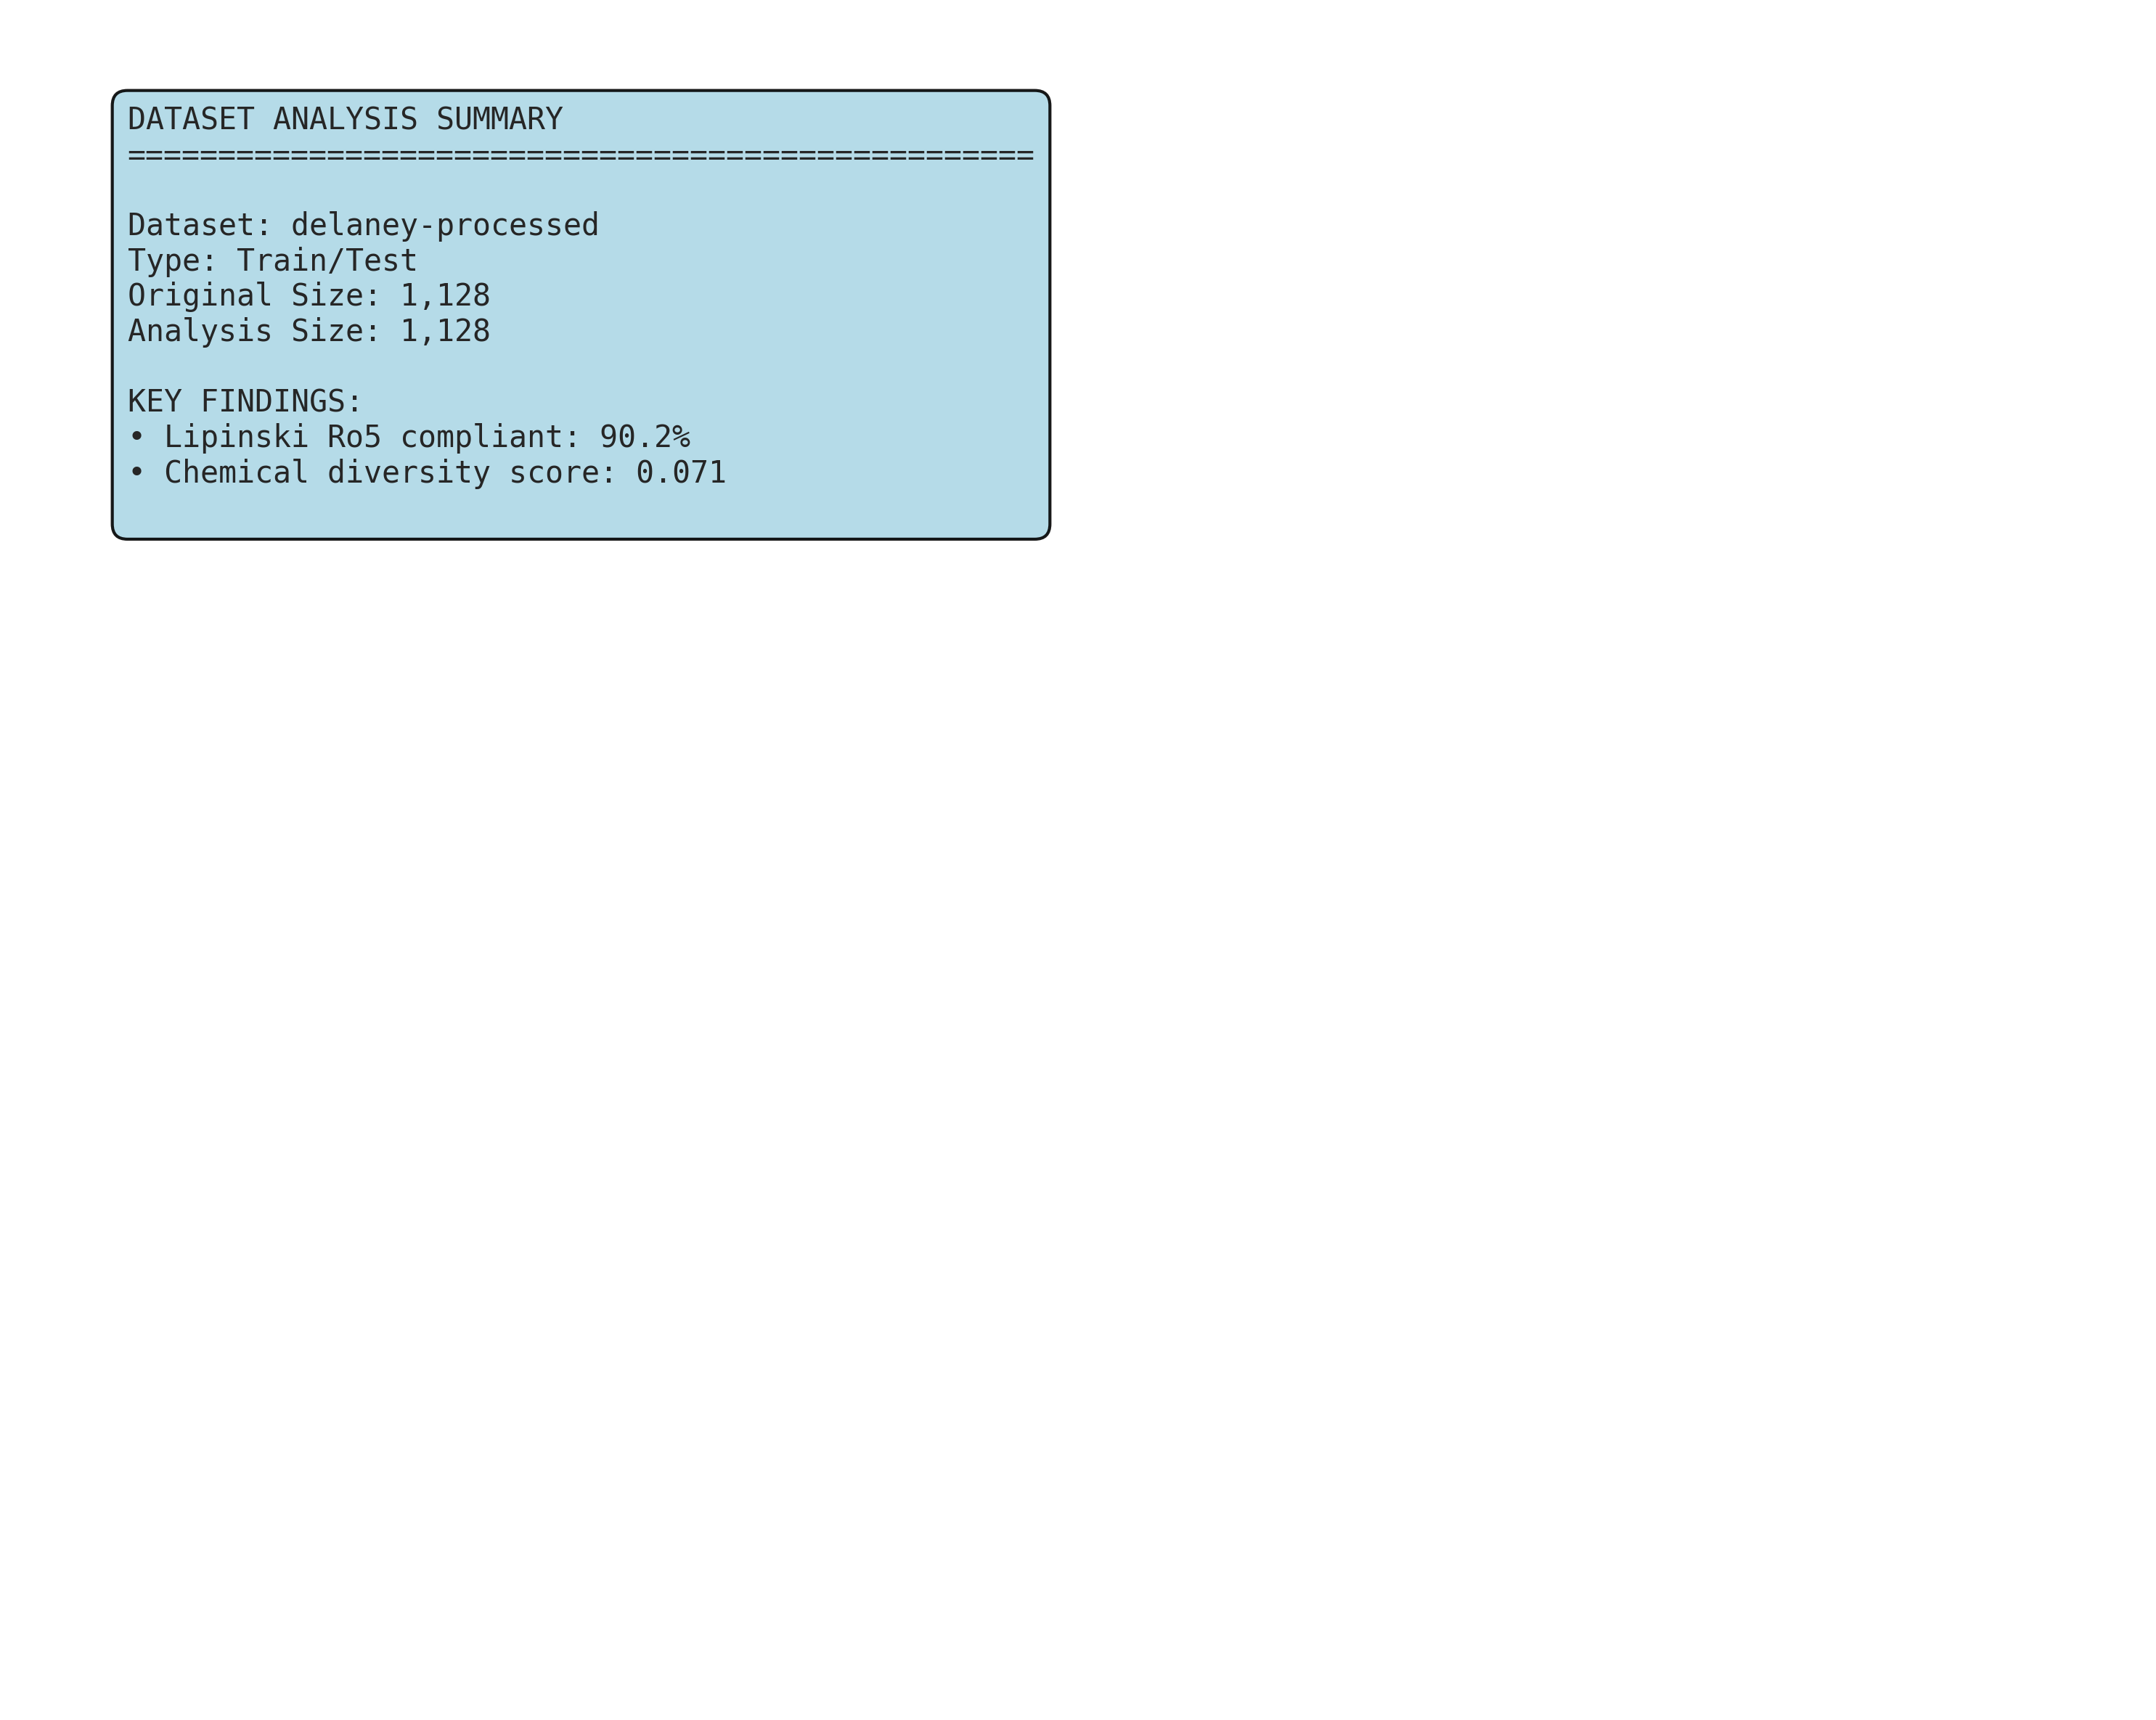 DATASET ANALYSIS SUMMARY
==================================================
Dataset: delaney-processed
Type: Train/Test
Original Size: 1,128
Analysis Size: 1,128
KEY FINDINGS:
• Lipinski Ro5 compliant: 90.2%
• Chemical diversity score: 0.071